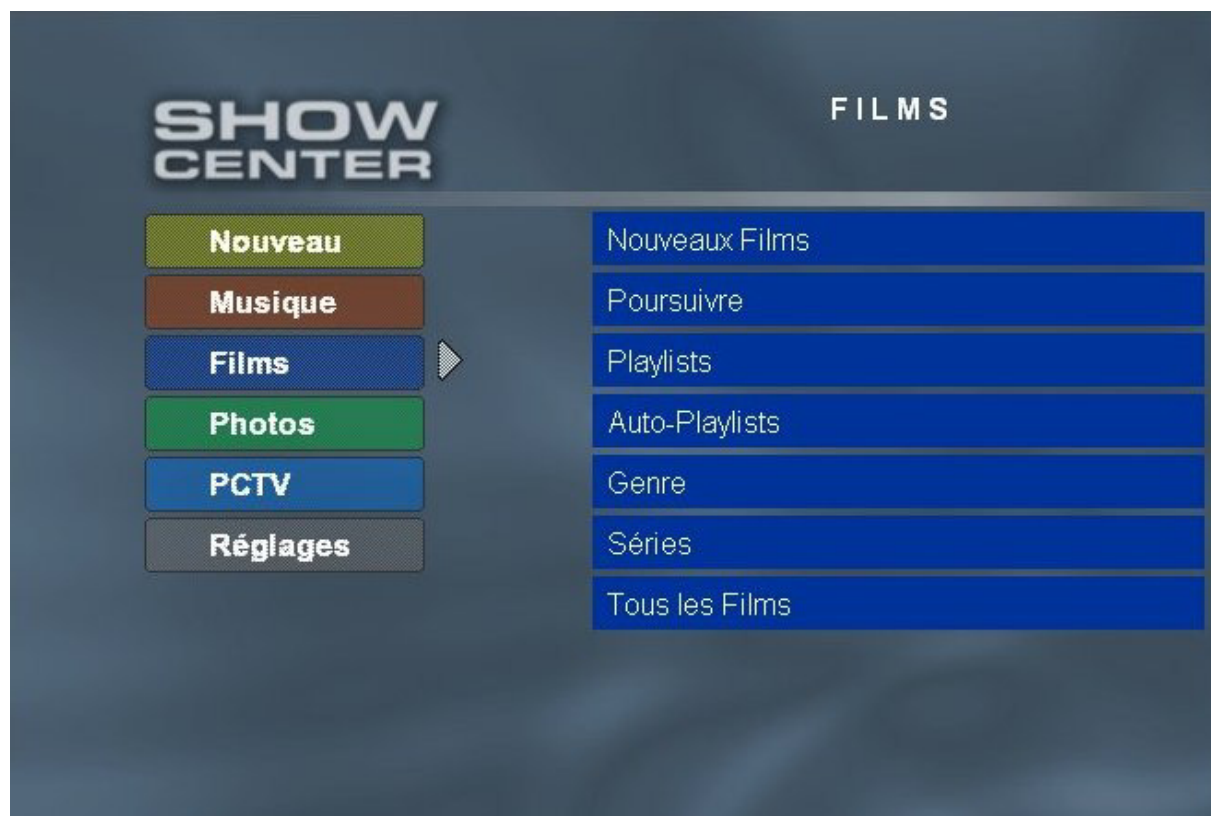 SHOW
CENTER
FILMS
Nouveau
Musique
Films
Photos
PCTV
Réglages
Nouveaux Films
Poursuivre
Playlists
Auto-Playlists
Genre
Séries
Tous les Films